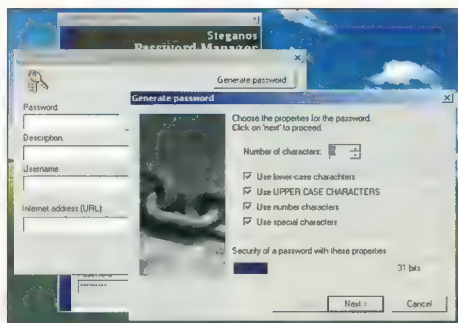 Steganos
Password Manager
Generate password
Password
Description
Username
Internet address (URL)
Generate password
Choose the properties for the password.
Click on 'next' to proceed.
Number of characters:
Use lower-case charachters
Use UPPER CASE CHARACTERS
Use number characters
Use special characters
Security of a password with these properties
31 bits
Next >
Cancel